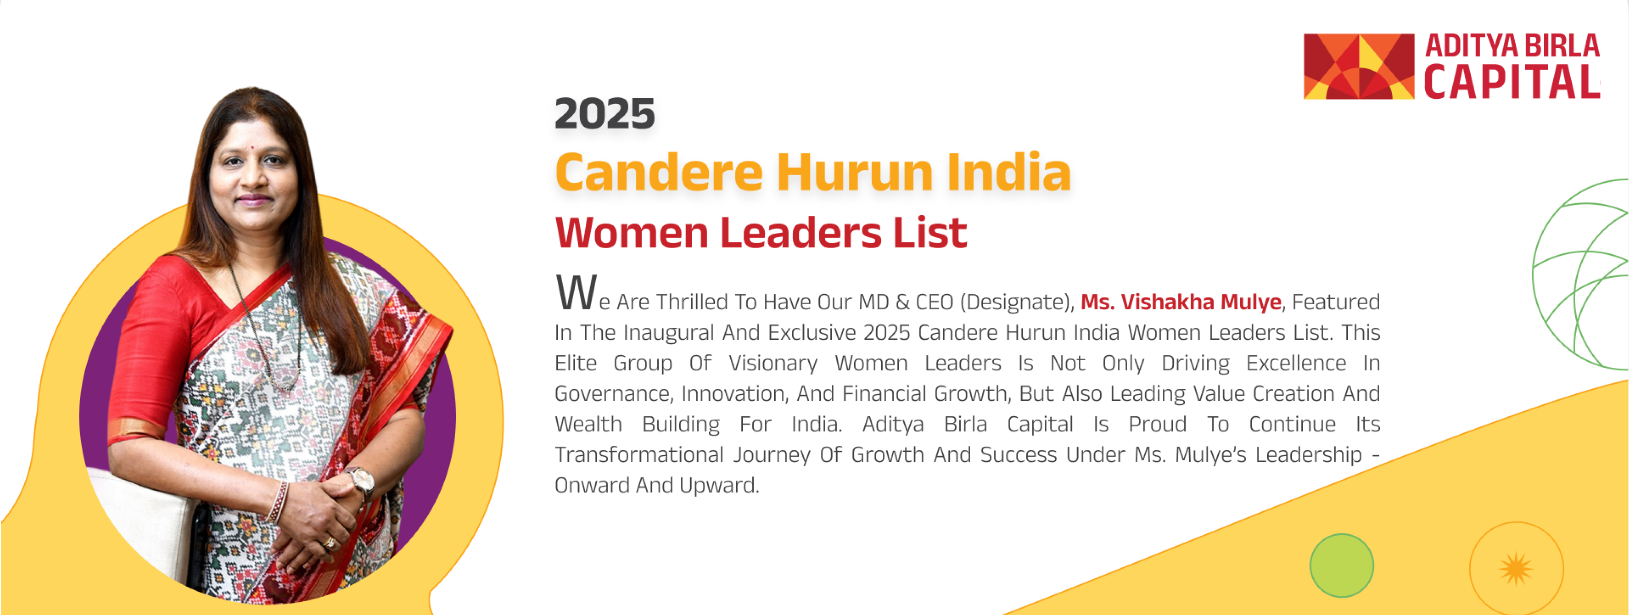 ADITYA BIRLA
CAPITAL
2025
Candere Hurun India
Women Leaders List
We Are Thrilled To Have Our MD & CEO (Designate), Ms. Vishakha Mulye, Featured
In The Inaugural And Exclusive 2025 Candere Hurun India Women Leaders List. This
Elite Group Of Visionary Women Leaders Is Not Only Driving Excellence In
Governance, Innovation, And Financial Growth, But Also Leading Value Creation And
Wealth Building For India. Aditya Birla Capital Is Proud To Continue Its
Transformational Journey Of Growth And Success Under Ms. Mulye’s Leadership -
Onward And Upward.